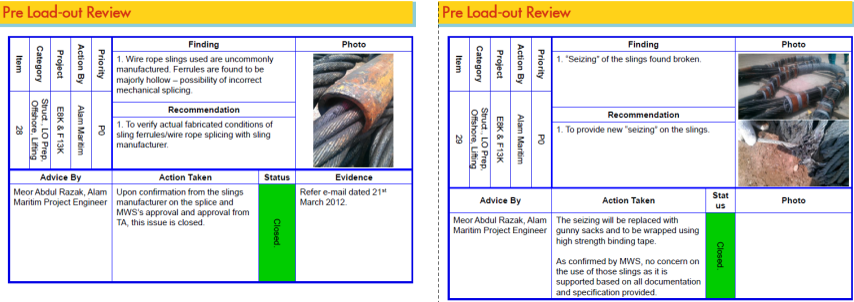 Pre Load-out Review
Item
Category
Project
Action By
Priority
Finding
Photo
1. Wire rope slings used are uncommonly
manufactured. Ferrules are found to be
majorly hollow – possibility of incorrect
mechanical splicing.
28
Struct., LO Prep,
Offshore, Lifting
E8K & F13K
Alam Maritim
P0
Recommendation
1. To verify actual fabricated conditions of
sling ferrules/wire rope splicing with sling
manufacturer.
Advice By
Action Taken
Status
Evidence
Meor Abdul Razak, Alam
Maritim Project Engineer
Upon confirmation from the slings
manufacturer on the splice and
MWS's approval and approval from
TA, this issue is closed.
Closed.
Refer e-mail dated 21st
March 2012.
Pre Load-out Review
Item
Category
Project
Action By
Priority
Finding
Photo
1. "Seizing" of the slings found broken.
29
Struct., LO Prep,
Offshore, Lifting
E8K & F13K
Alam Maritim
P0
Recommendation
1. To provide new "seizing" on the slings.
Advice By
Action Taken
Stat
us
Photo
Meor Abdul Razak, Alam
Maritim Project Engineer
The seizing will be replaced with
gunny sacks and to be wrapped using
high strength binding tape.
As confirmed by MWS, no concern on
the use of those slings as it is
supported based on all documentation
and specification provided.
Closed.